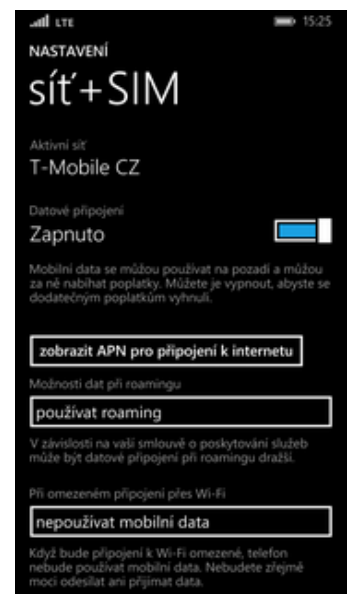 LTE 15:25
NASTAVENÍ
síť+SIM
Aktivní síť
T-Mobile CZ
Datové připojení
Zapnuto
Mobilní data se můžou používat na pozadí a můžou
za ně nabíhat poplatky. Můžete je vypnout, abyste se
dodatečným poplatkům vyhnuli.
zobrazit APN pro připojení k internetu
Možnosti dat při roamingu
používat roaming
V závislosti na vaší smlouvě o poskytování služeb
může být datové připojení při roamingu dražší.
Při omezeném připojení přes Wi-Fi
nepoužívat mobilní data
Když bude připojení k Wi-Fi omezené, telefon
nebude používat mobilní data. Nebudete zřejmě
moci odesílat ani přijímat data.